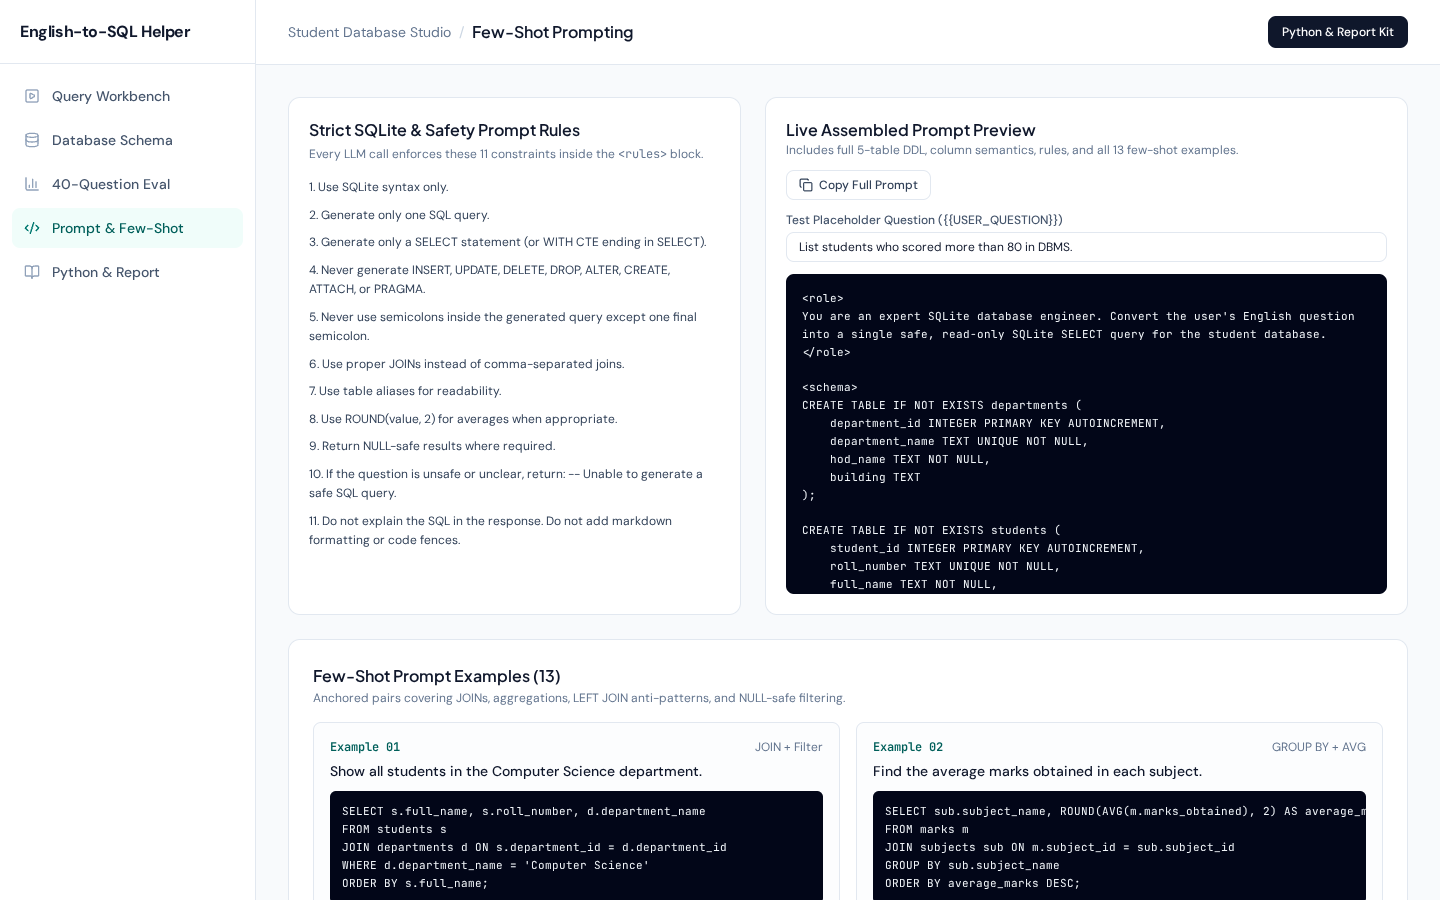 English-to-SQL Helper
Query Workbench
Database Schema
40-Question Eval
Prompt & Few-Shot
Python & Report
Student Database Studio / Few-Shot Prompting
Python & Report Kit
Strict SQLite & Safety Prompt Rules
Every LLM call enforces these 11 constraints inside the <rules> block.
1. Use SQLite syntax only.
2. Generate only one SQL query.
3. Generate only a SELECT statement (or WITH CTE ending in SELECT).
4. Never generate INSERT, UPDATE, DELETE, DROP, ALTER, CREATE,
ATTACH, or PRAGMA.
5. Never use semicolons inside the generated query except one final
semicolon.
6. Use proper JOINs instead of comma-separated joins.
7. Use table aliases for readability.
8. Use ROUND(value, 2) for averages when appropriate.
9. Return NULL-safe results where required.
10. If the question is unsafe or unclear, return: -- Unable to generate a
safe SQL query.
11. Do not explain the SQL in the response. Do not add markdown
formatting or code fences.
Live Assembled Prompt Preview
Includes full 5-table DDL, column semantics, rules, and all 13 few-shot examples.
Copy Full Prompt
Test Placeholder Question ({{USER_QUESTION}})
List students who scored more than 80 in DBMS.
<role>
You are an expert SQLite database engineer. Convert the user's English question
into a single safe, read-only SQLite SELECT query for the student database.
</role>
<schema>
CREATE TABLE IF NOT EXISTS departments (
department_id INTEGER PRIMARY KEY AUTOINCREMENT,
department_name TEXT UNIQUE NOT NULL,
hod_name TEXT NOT NULL,
building TEXT
);
CREATE TABLE IF NOT EXISTS students (
student_id INTEGER PRIMARY KEY AUTOINCREMENT,
roll_number TEXT UNIQUE NOT NULL,
full_name TEXT NOT NULL,
Few-Shot Prompt Examples (13)
Anchored pairs covering JOINs, aggregations, LEFT JOIN anti-patterns, and NULL-safe filtering.
Example 01
JOIN + Filter
Show all students in the Computer Science department.
SELECT s.full_name, s.roll_number, d.department_name
FROM students s
JOIN departments d ON s.department_id = d.department_id
WHERE d.department_name = 'Computer Science'
ORDER BY s.full_name;
Example 02
GROUP BY + AVG
Find the average marks obtained in each subject.
SELECT sub.subject_name, ROUND(AVG(m.marks_obtained), 2) AS average_m
FROM marks m
JOIN subjects sub ON m.subject_id = sub.subject_id
GROUP BY sub.subject_name
ORDER BY average_marks DESC;